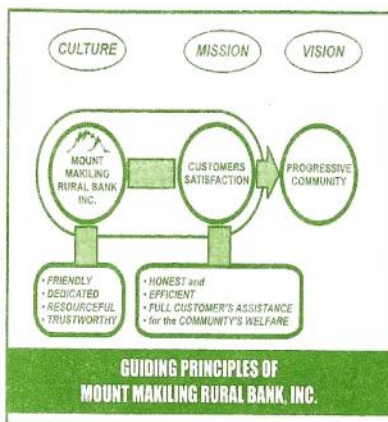 CULTURE
MISSION
VISION
MOUNT
MAKILING
RURAL BANK
INC.
CUSTOMERS
SATISFACTION
PROGRESSIVE
COMMUNITY
• FRIENDLY
• DEDICATED
• RESOURCEFUL
• TRUSTWORTHY
• HONEST and
• EFFICIENT
• FULL CUSTOMER'S ASSISTANCE
• for the COMMUNITY'S WELFARE
GUIDING PRINCIPLES OF
MOUNT MAKILING RURAL BANK, INC.